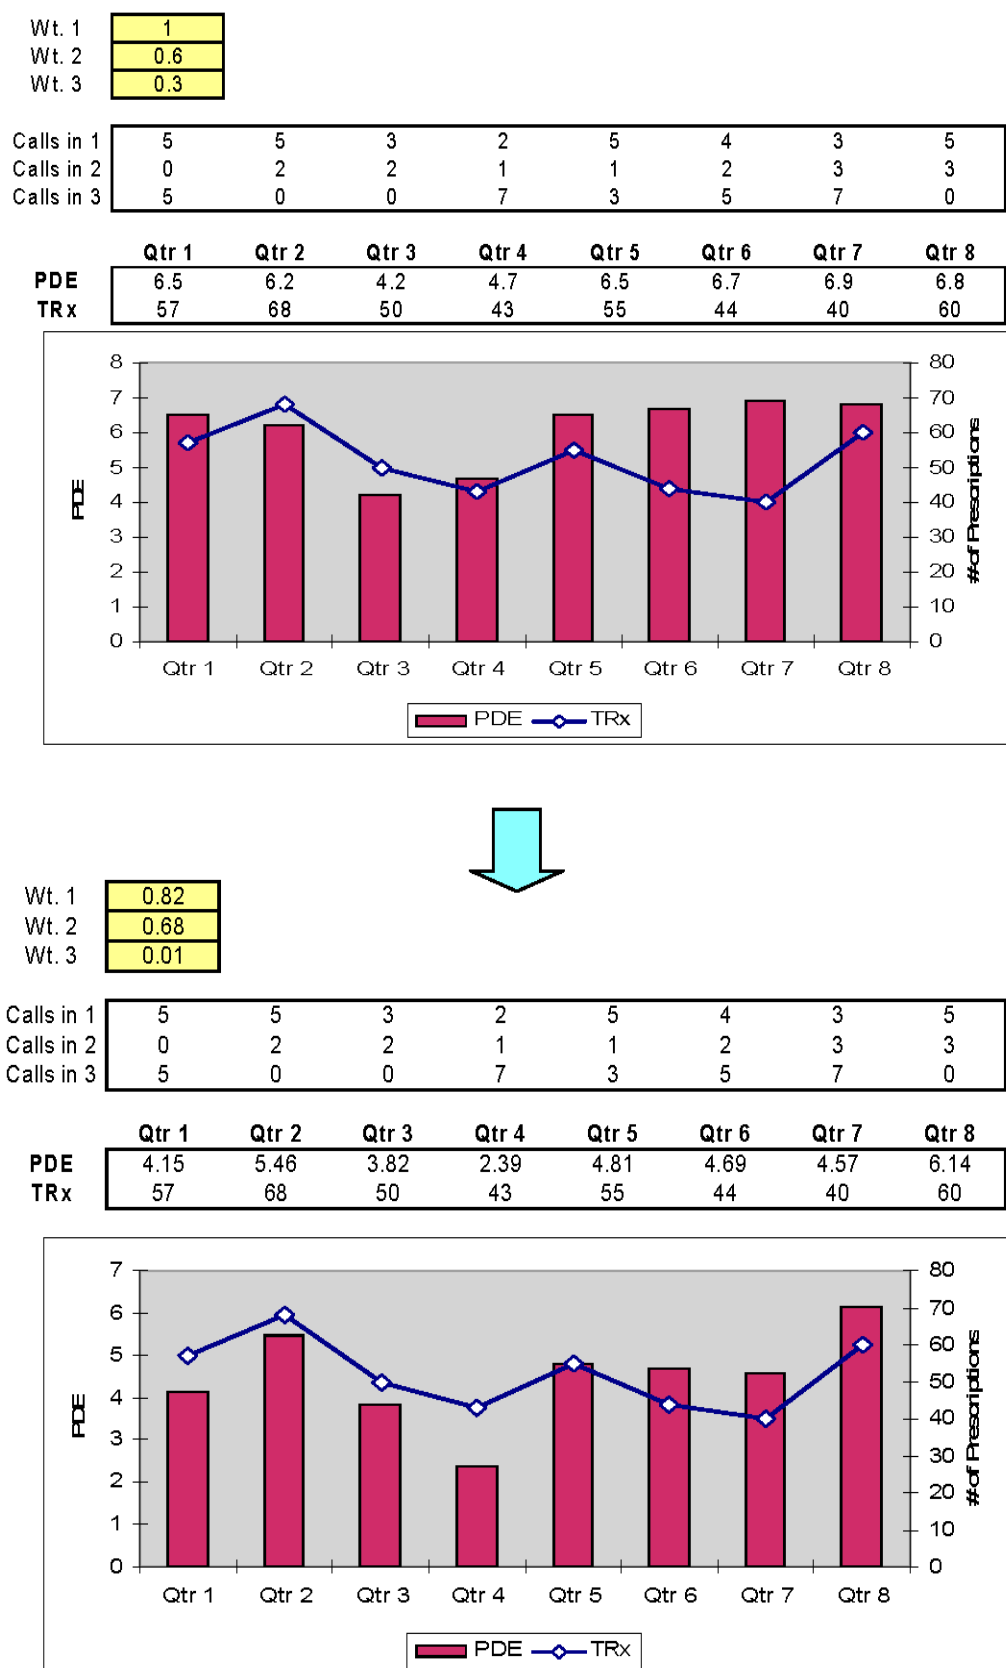 Wt. 1 1
Wt. 2 0.6
Wt. 3 0.3
Calls in 1 5 5 3 2 5 4 3 5
Calls in 2 0 2 2 1 1 2 3 3
Calls in 3 5 0 0 7 3 5 7 0
Qtr 1 Qtr 2 Qtr 3 Qtr 4 Qtr 5 Qtr 6 Qtr 7 Qtr 8
PDE 6.5 6.2 4.2 4.7 6.5 6.7 6.9 6.8
TRx 57 68 50 43 55 44 40 60
8 80
7 70
6 60
5 50
4 40
3 30
2 20
1 10
0 0
PDE
# of Prescriptions
Qtr 1 Qtr 2 Qtr 3 Qtr 4 Qtr 5 Qtr 6 Qtr 7 Qtr 8
PDE TRx
Wt. 1 0.82
Wt. 2 0.68
Wt. 3 0.01
Calls in 1 5 5 3 2 5 4 3 5
Calls in 2 0 2 2 1 1 2 3 3
Calls in 3 5 0 0 7 3 5 7 0
Qtr 1 Qtr 2 Qtr 3 Qtr 4 Qtr 5 Qtr 6 Qtr 7 Qtr 8
PDE 4.15 5.46 3.82 2.39 4.81 4.69 4.57 6.14
TRx 57 68 50 43 55 44 40 60
7 80
6 70
5 60
4 50
3 40
2 30
1 20
0 10
0
PDE
# of Prescriptions
Qtr 1 Qtr 2 Qtr 3 Qtr 4 Qtr 5 Qtr 6 Qtr 7 Qtr 8
PDE TRx